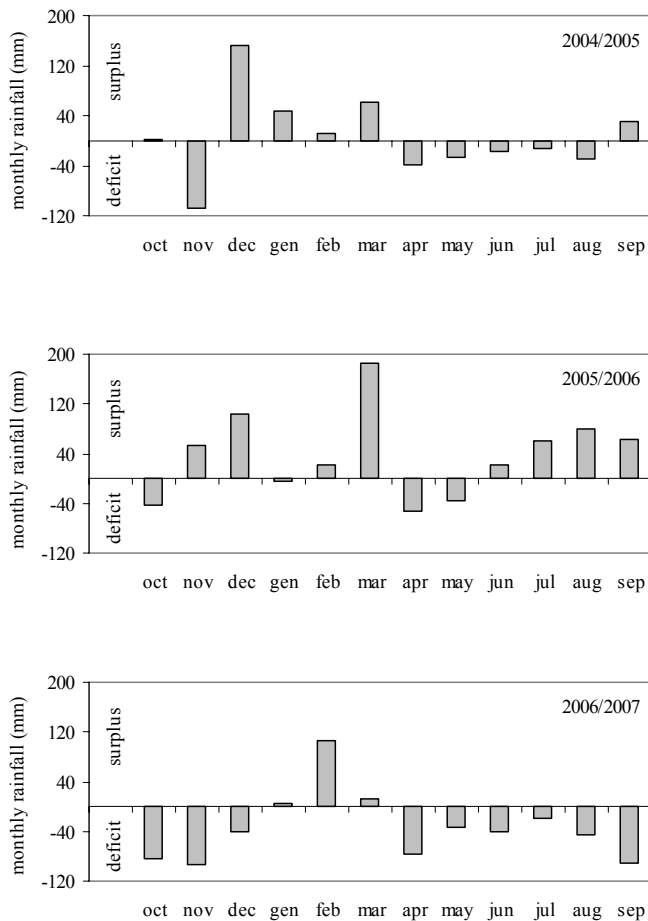 monthly rainfall (mm)
200
120
40
-40
-120
surplus
deficit
2004/2005
oct nov dec gen feb mar apr may jun jul aug sep
monthly rainfall (mm)
200
120
40
-40
-120
surplus
deficit
2005/2006
oct nov dec gen feb mar apr may jun jul aug sep
monthly rainfall (mm)
200
120
40
-40
-120
surplus
deficit
2006/2007
oct nov dec gen feb mar apr may jun jul aug sep